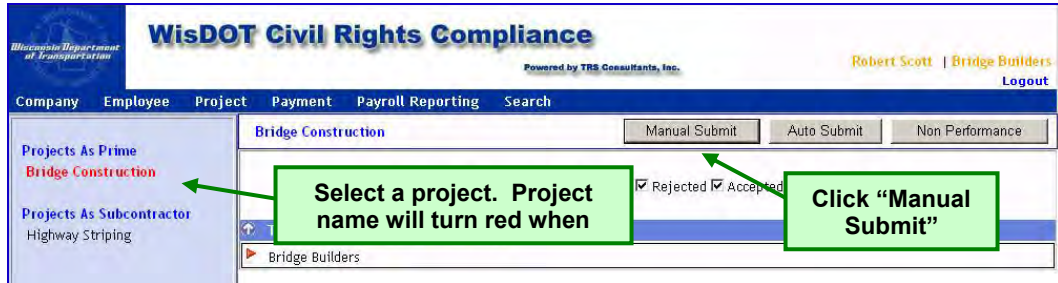 Wisconsin Department
of Transportation
WisDOT Civil Rights Compliance
Powered by TRS Consultants, Inc.
Robert Scott | Bridge Builders
Logout
Company Employee Project Payment Payroll Reporting Search
Projects As Prime
Bridge Construction
Projects As Subcontractor
Highway Striping
Bridge Construction
Manual Submit Auto Submit Non Performance
Rejected Accepted
Select a project. Project
name will turn red when
Click “Manual
Submit”
Bridge Builders